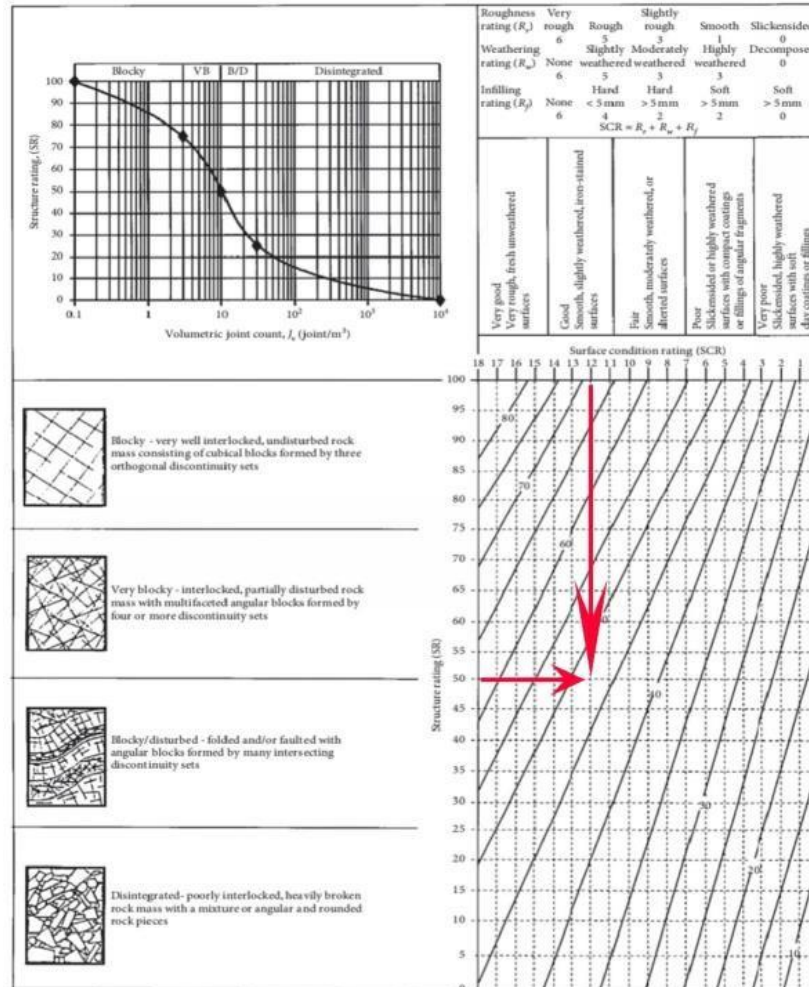 Roughness Very Slightly
rating (Rr) rough Rough rough Smooth Slickensided
6 5 3 1 0
Weathering Slightly Moderately Highly Decompose
rating (Rw) None weathered weathered weathered 0
6 5 3 3
Infilling Hard Hard Soft Soft
rating (Rf) None < 5 mm > 5 mm > 5 mm > 5 mm
6 4 2 2 0
SCR = Rr + Rw + Rf
Blocky VB B/D Disintegrated
Structure rating, (SR)
100
90
80
70
60
50
40
30
20
10
0
0.1 1 10 10² 10³ 10⁴
Volumetric joint count, Jv (joint/m³)
Very good
Very rough, fresh unweathered
surfaces
Good
Smooth, slightly weathered, iron-stained
surfaces
Fair
Smooth, moderately weathered, or
alterted surfaces
Poor
Slickensided or highly weathered
surfaces with compact coatings
or fillings of angular fragments
Very poor
Slickensided, highly weathered
surfaces with soft
clay coatings or fillings
Surface condition rating (SCR)
18 17 16 15 14 13 12 11 10 9 8 7 6 5 4 3 2 1
Structure rating (SR)
100
95
90
85
80
75
70
65
60
55
50
45
40
35
30
25
20
15
10
5
80
70
60
40
30
20
10
Blocky - very well interlocked, undisturbed rock
mass consisting of cubical blocks formed by three
orthogonal discontinuity sets
Very blocky - interlocked, partially disturbed rock
mass with multifaceted angular blocks formed by
four or more discontinuity sets
Blocky/disturbed - folded and/or faulted with
angular blocks formed by many intersecting
discontinuity sets
Disintegrated- poorly interlocked, heavily broken
rock mass with a mixture or angular and rounded
rock pieces